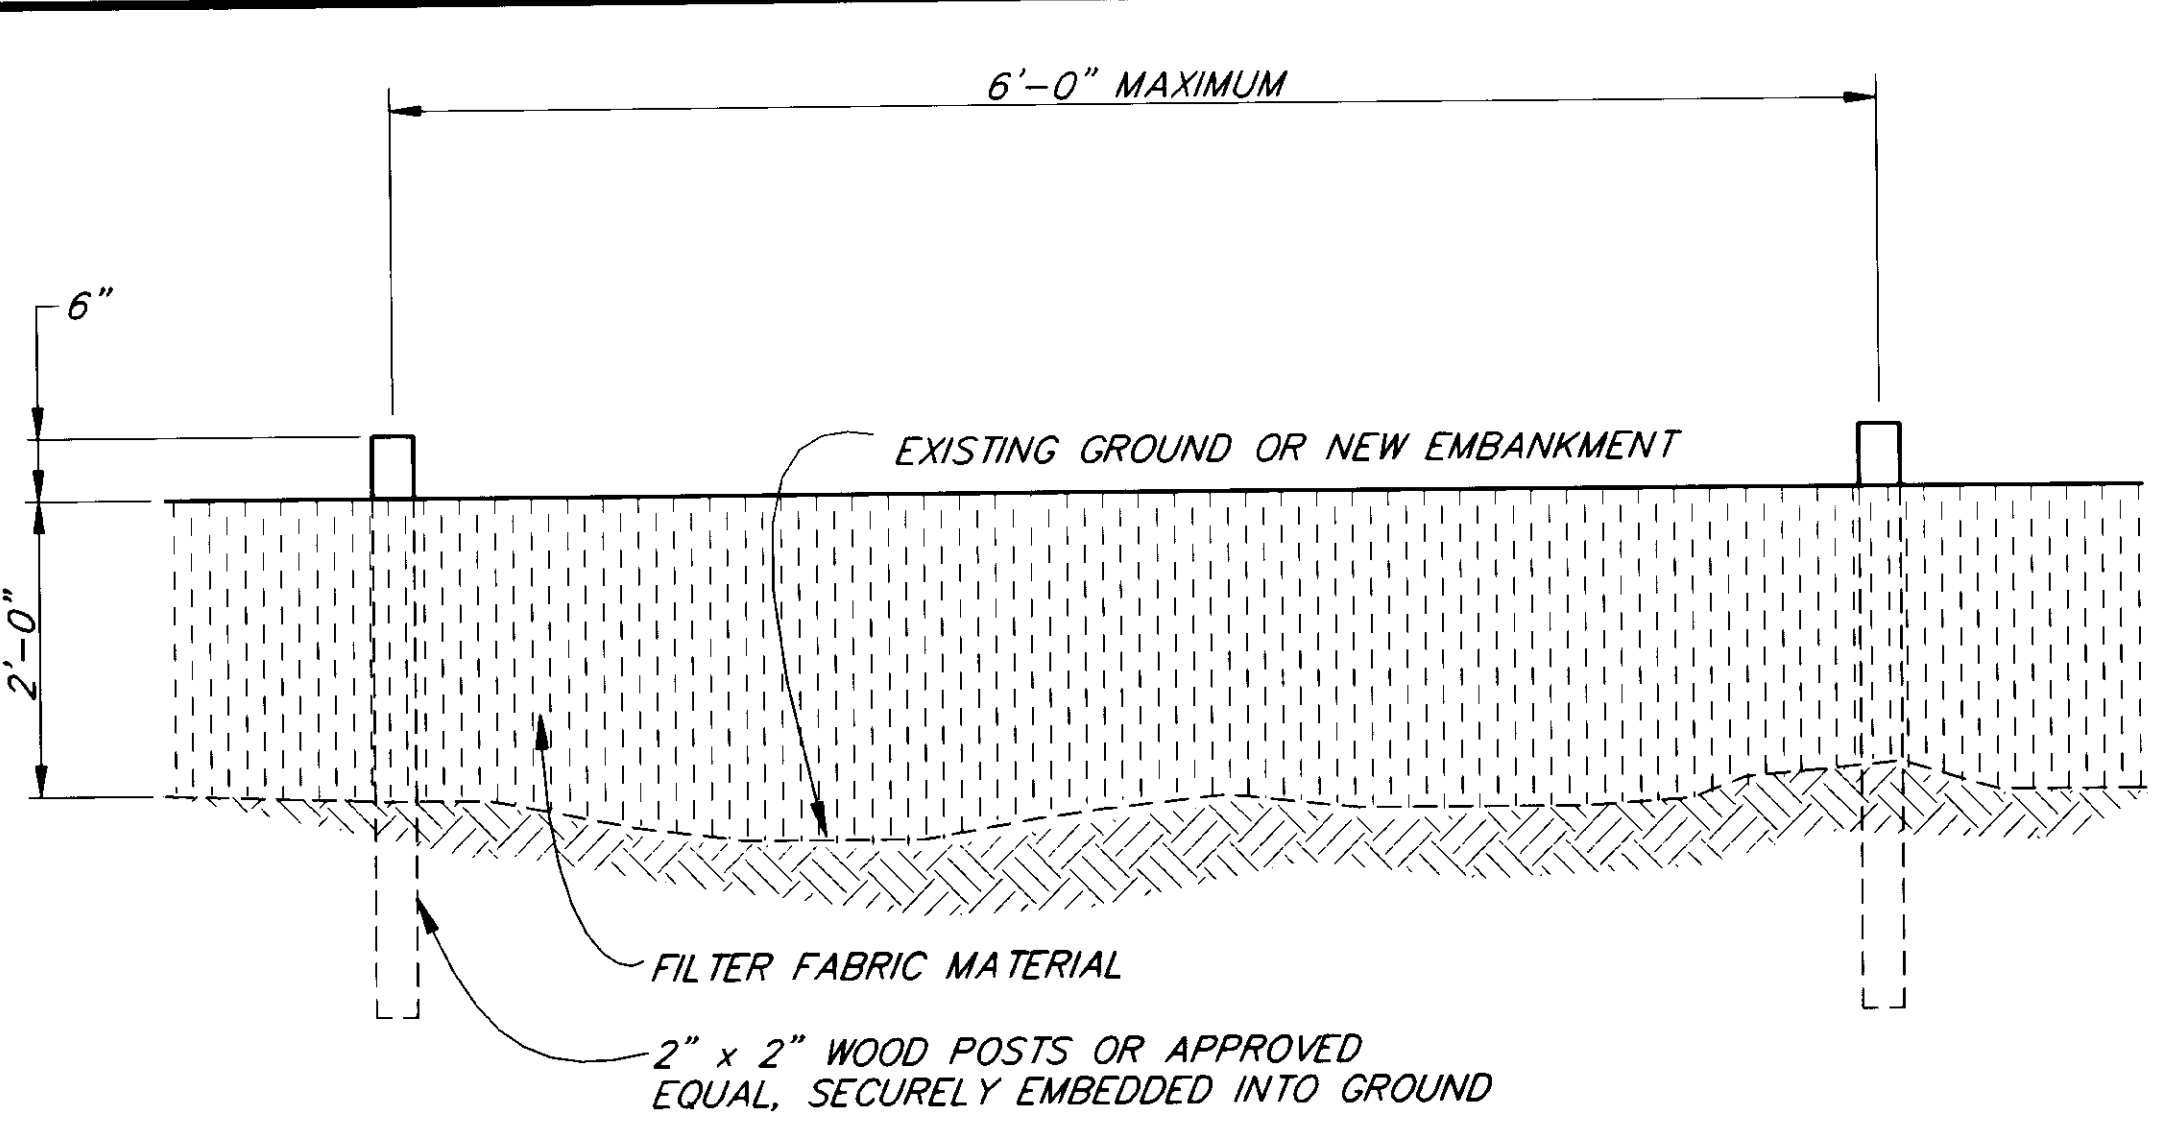 6'-0" MAXIMUM
6"
EXISTING GROUND OR NEW EMBANKMENT
2'-0"
FILTER FABRIC MATERIAL
2" x 2" WOOD POSTS OR APPROVED
EQUAL, SECURELY EMBEDDED INTO GROUND